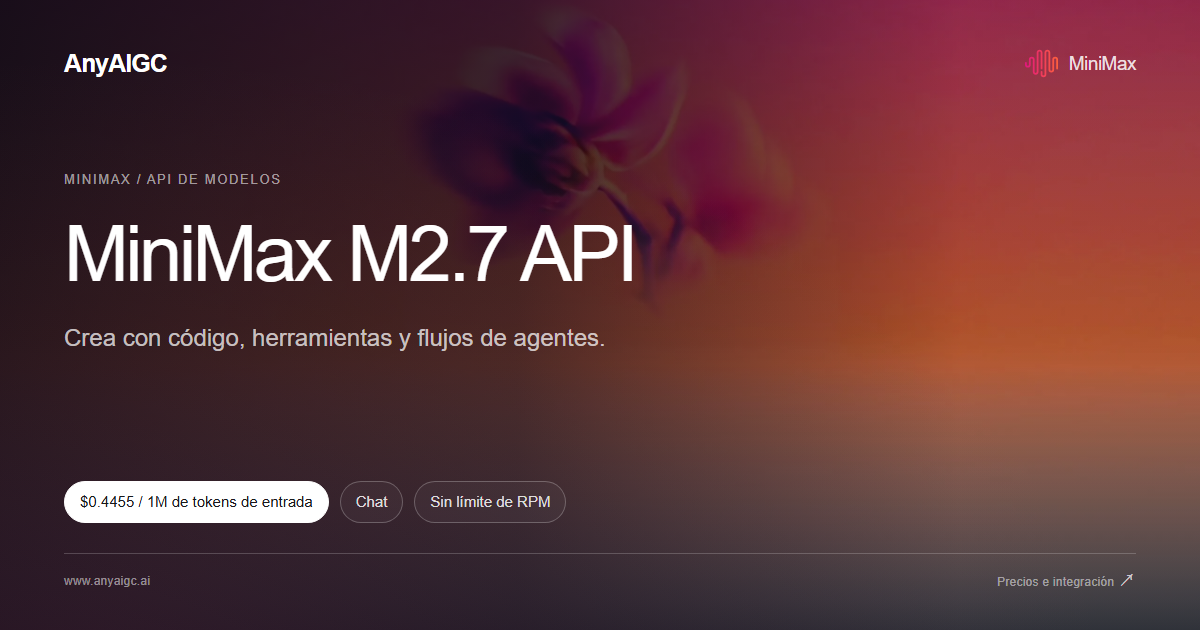 AnyAIGC
MiniMax
MINIMAX / API DE MODELOS
MiniMax M2.7 API
Crea con código, herramientas y flujos de agentes.
$0.4455 / 1M de tokens de entrada
Chat
Sin límite de RPM
www.anyaigc.ai
Precios e integración ↗